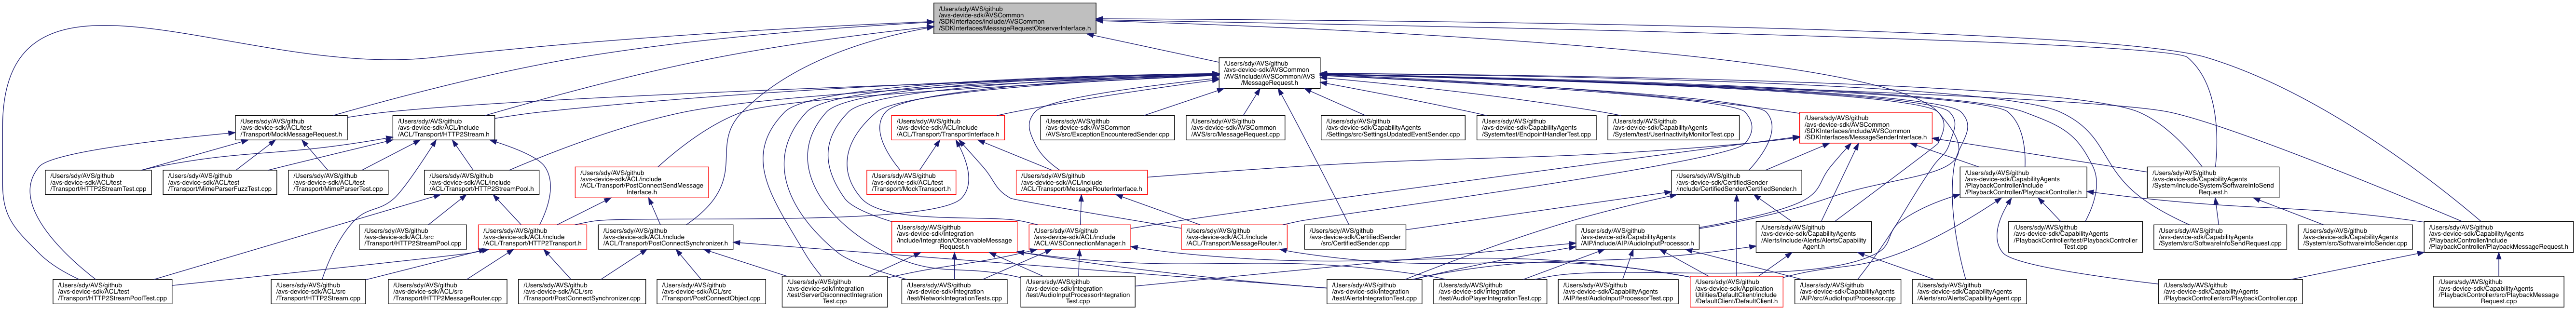 /Users/sdy/AVS/github
/avs-device-sdk/AVSCommon
/SDKInterfaces/include/AVSCommon
/SDKInterfaces/MessageRequestObserverInterface.h
/Users/sdy/AVS/github
/avs-device-sdk/AVSCommon
/AVS/include/AVSCommon/AVS
/MessageRequest.h
/Users/sdy/AVS/github
/avs-device-sdk/ACL/test
/Transport/MockMessageRequest.h
/Users/sdy/AVS/github
/avs-device-sdk/ACL/include
/ACL/Transport/HTTP2Stream.h
/Users/sdy/AVS/github
/avs-device-sdk/ACL/include
/ACL/Transport/TransportInterface.h
/Users/sdy/AVS/github
/avs-device-sdk/AVSCommon
/AVS/src/ExceptionEncounteredSender.cpp
/Users/sdy/AVS/github
/avs-device-sdk/AVSCommon
/AVS/src/MessageRequest.cpp
/Users/sdy/AVS/github
/avs-device-sdk/CapabilityAgents
/Settings/src/SettingsUpdatedEventSender.cpp
/Users/sdy/AVS/github
/avs-device-sdk/CapabilityAgents
/System/test/EndpointHandlerTest.cpp
/Users/sdy/AVS/github
/avs-device-sdk/CapabilityAgents
/System/test/UserInactivityMonitorTest.cpp
/Users/sdy/AVS/github
/avs-device-sdk/AVSCommon
/SDKInterfaces/include/AVSCommon
/SDKInterfaces/MessageSenderInterface.h
/Users/sdy/AVS/github
/avs-device-sdk/ACL/test
/Transport/HTTP2StreamTest.cpp
/Users/sdy/AVS/github
/avs-device-sdk/ACL/test
/Transport/MimeParserFuzzTest.cpp
/Users/sdy/AVS/github
/avs-device-sdk/ACL/test
/Transport/MimeParserTest.cpp
/Users/sdy/AVS/github
/avs-device-sdk/ACL/include
/ACL/Transport/HTTP2StreamPool.h
/Users/sdy/AVS/github
/avs-device-sdk/ACL/include
/ACL/Transport/PostConnectSendMessage
Interface.h
/Users/sdy/AVS/github
/avs-device-sdk/ACL/test
/Transport/MockTransport.h
/Users/sdy/AVS/github
/avs-device-sdk/ACL/include
/ACL/Transport/MessageRouterInterface.h
/Users/sdy/AVS/github
/avs-device-sdk/CertifiedSender
/include/CertifiedSender/CertifiedSender.h
/Users/sdy/AVS/github
/avs-device-sdk/CapabilityAgents
/PlaybackController/include
/PlaybackController/PlaybackController.h
/Users/sdy/AVS/github
/avs-device-sdk/CapabilityAgents
/System/include/System/SoftwareInfoSend
Request.h
/Users/sdy/AVS/github
/avs-device-sdk/ACL/src
/Transport/HTTP2StreamPool.cpp
/Users/sdy/AVS/github
/avs-device-sdk/ACL/include
/ACL/Transport/HTTP2Transport.h
/Users/sdy/AVS/github
/avs-device-sdk/ACL/include
/ACL/Transport/PostConnectSynchronizer.h
/Users/sdy/AVS/github
/avs-device-sdk/Integration
/include/Integration/ObservableMessage
Request.h
/Users/sdy/AVS/github
/avs-device-sdk/ACL/include
/ACL/AVSConnectionManager.h
/Users/sdy/AVS/github
/avs-device-sdk/ACL/include
/ACL/Transport/MessageRouter.h
/Users/sdy/AVS/github
/avs-device-sdk/CertifiedSender
/src/CertifiedSender.cpp
/Users/sdy/AVS/github
/avs-device-sdk/CapabilityAgents
/AIP/include/AIP/AudioInputProcessor.h
/Users/sdy/AVS/github
/avs-device-sdk/CapabilityAgents
/Alerts/include/Alerts/AlertsCapability
Agent.h
/Users/sdy/AVS/github
/avs-device-sdk/CapabilityAgents
/PlaybackController/test/PlaybackController
Test.cpp
/Users/sdy/AVS/github
/avs-device-sdk/CapabilityAgents
/System/src/SoftwareInfoSendRequest.cpp
/Users/sdy/AVS/github
/avs-device-sdk/CapabilityAgents
/System/src/SoftwareInfoSender.cpp
/Users/sdy/AVS/github
/avs-device-sdk/CapabilityAgents
/PlaybackController/include
/PlaybackController/PlaybackMessageRequest.h
/Users/sdy/AVS/github
/avs-device-sdk/ACL/test
/Transport/HTTP2StreamPoolTest.cpp
/Users/sdy/AVS/github
/avs-device-sdk/ACL/src
/Transport/HTTP2Stream.cpp
/Users/sdy/AVS/github
/avs-device-sdk/ACL/src
/Transport/HTTP2MessageRouter.cpp
/Users/sdy/AVS/github
/avs-device-sdk/ACL/src
/Transport/PostConnectSynchronizer.cpp
/Users/sdy/AVS/github
/avs-device-sdk/ACL/src
/Transport/PostConnectObject.cpp
/Users/sdy/AVS/github
/avs-device-sdk/Integration
/test/ServerDisconnectIntegration
Test.cpp
/Users/sdy/AVS/github
/avs-device-sdk/Integration
/test/NetworkIntegrationTests.cpp
/Users/sdy/AVS/github
/avs-device-sdk/Integration
/test/AudioInputProcessorIntegration
Test.cpp
/Users/sdy/AVS/github
/avs-device-sdk/Integration
/test/AlertsIntegrationTest.cpp
/Users/sdy/AVS/github
/avs-device-sdk/Integration
/test/AudioPlayerIntegrationTest.cpp
/Users/sdy/AVS/github
/avs-device-sdk/CapabilityAgents
/AIP/test/AudioInputProcessorTest.cpp
/Users/sdy/AVS/github
/avs-device-sdk/Application
Utilities/DefaultClient/include
/DefaultClient/DefaultClient.h
/Users/sdy/AVS/github
/avs-device-sdk/CapabilityAgents
/AIP/src/AudioInputProcessor.cpp
/Users/sdy/AVS/github
/avs-device-sdk/CapabilityAgents
/Alerts/src/AlertsCapabilityAgent.cpp
/Users/sdy/AVS/github
/avs-device-sdk/CapabilityAgents
/PlaybackController/src/PlaybackController.cpp
/Users/sdy/AVS/github
/avs-device-sdk/CapabilityAgents
/PlaybackController/src/PlaybackMessage
Request.cpp